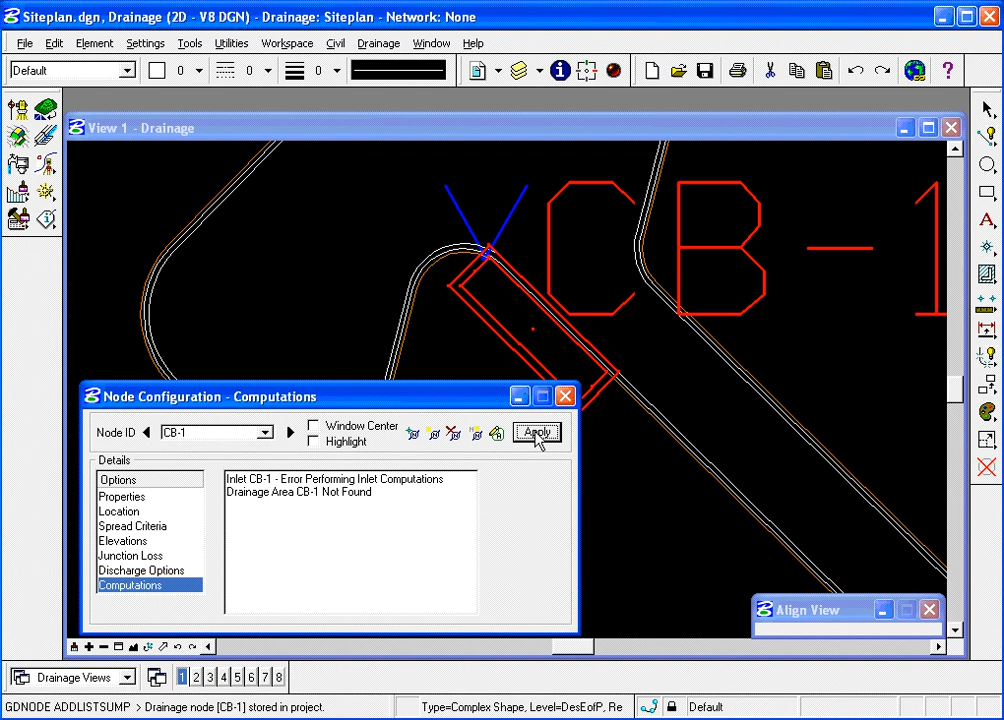 Siteplan.dgn, Drainage (2D - V8 DGN) - Drainage: Siteplan - Network: None
File Edit Element Settings Tools Utilities Workspace Civil Drainage Window Help
Default 0 0 0
View 1 - Drainage
CB-1
Node Configuration - Computations
Node ID CB-1 Window Center Highlight Apply
Details
Options
Properties
Location
Spread Criteria
Elevations
Junction Loss
Discharge Options
Computations
Inlet CB-1 - Error Performing Inlet Computations
Drainage Area CB-1 Not Found
Align View
Drainage Views 1 2 3 4 5 6 7 8
GDNODE ADDLISTSUMP > Drainage node [CB-1] stored in project. Type=Complex Shape, Level=DesEofP, Re Default